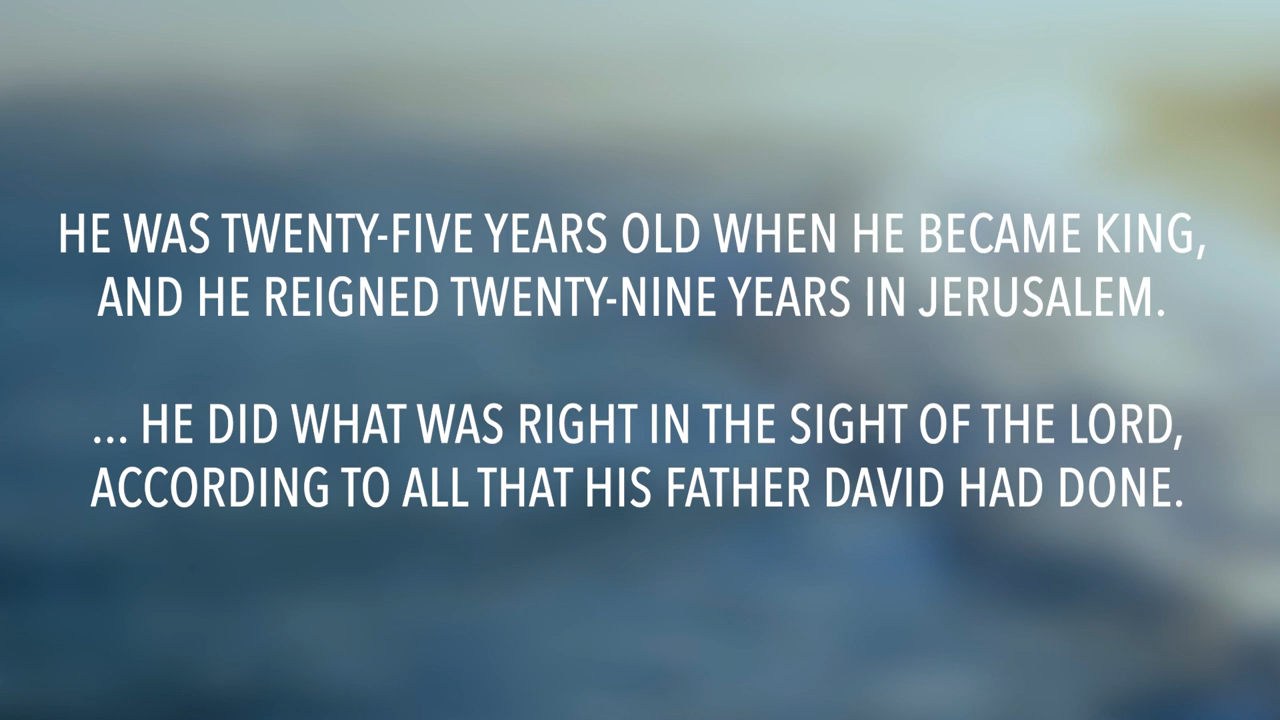 HE WAS TWENTY-FIVE YEARS OLD WHEN HE BECAME KING,
AND HE REIGNED TWENTY-NINE YEARS IN JERUSALEM.
... HE DID WHAT WAS RIGHT IN THE SIGHT OF THE LORD,
ACCORDING TO ALL THAT HIS FATHER DAVID HAD DONE.